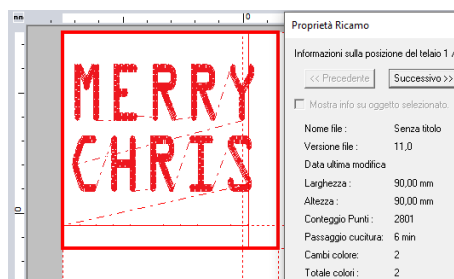 mm
0
MERRY
CHRIS
0
Proprietà Ricamo
Informazioni sulla posizione del telaio 1 /
<< Precedente
Successivo >>
Mostra info su oggetto selezionato.
Nome file :
Senza titolo
Versione file :
11,0
Data ultima modifica
Larghezza :
90,00 mm
Altezza :
90,00 mm
Conteggio Punti :
2801
Passaggio cucitura:
6 min
Cambi colore:
2
Totale colori :
2